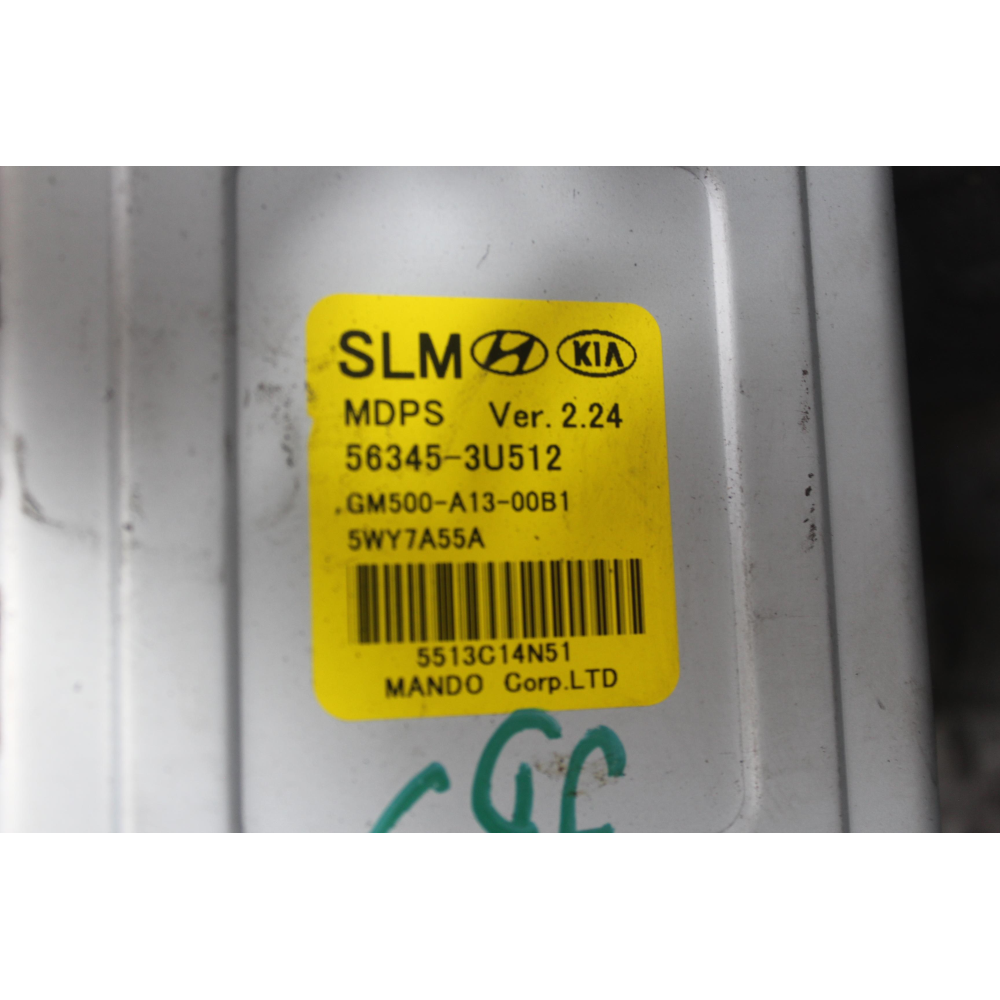 SLM H KIA
MDPS Ver. 2.24
56345-3U512
GM500-A13-00B1
5WY7A55A
5513C14N51
MANDO Corp.LTD